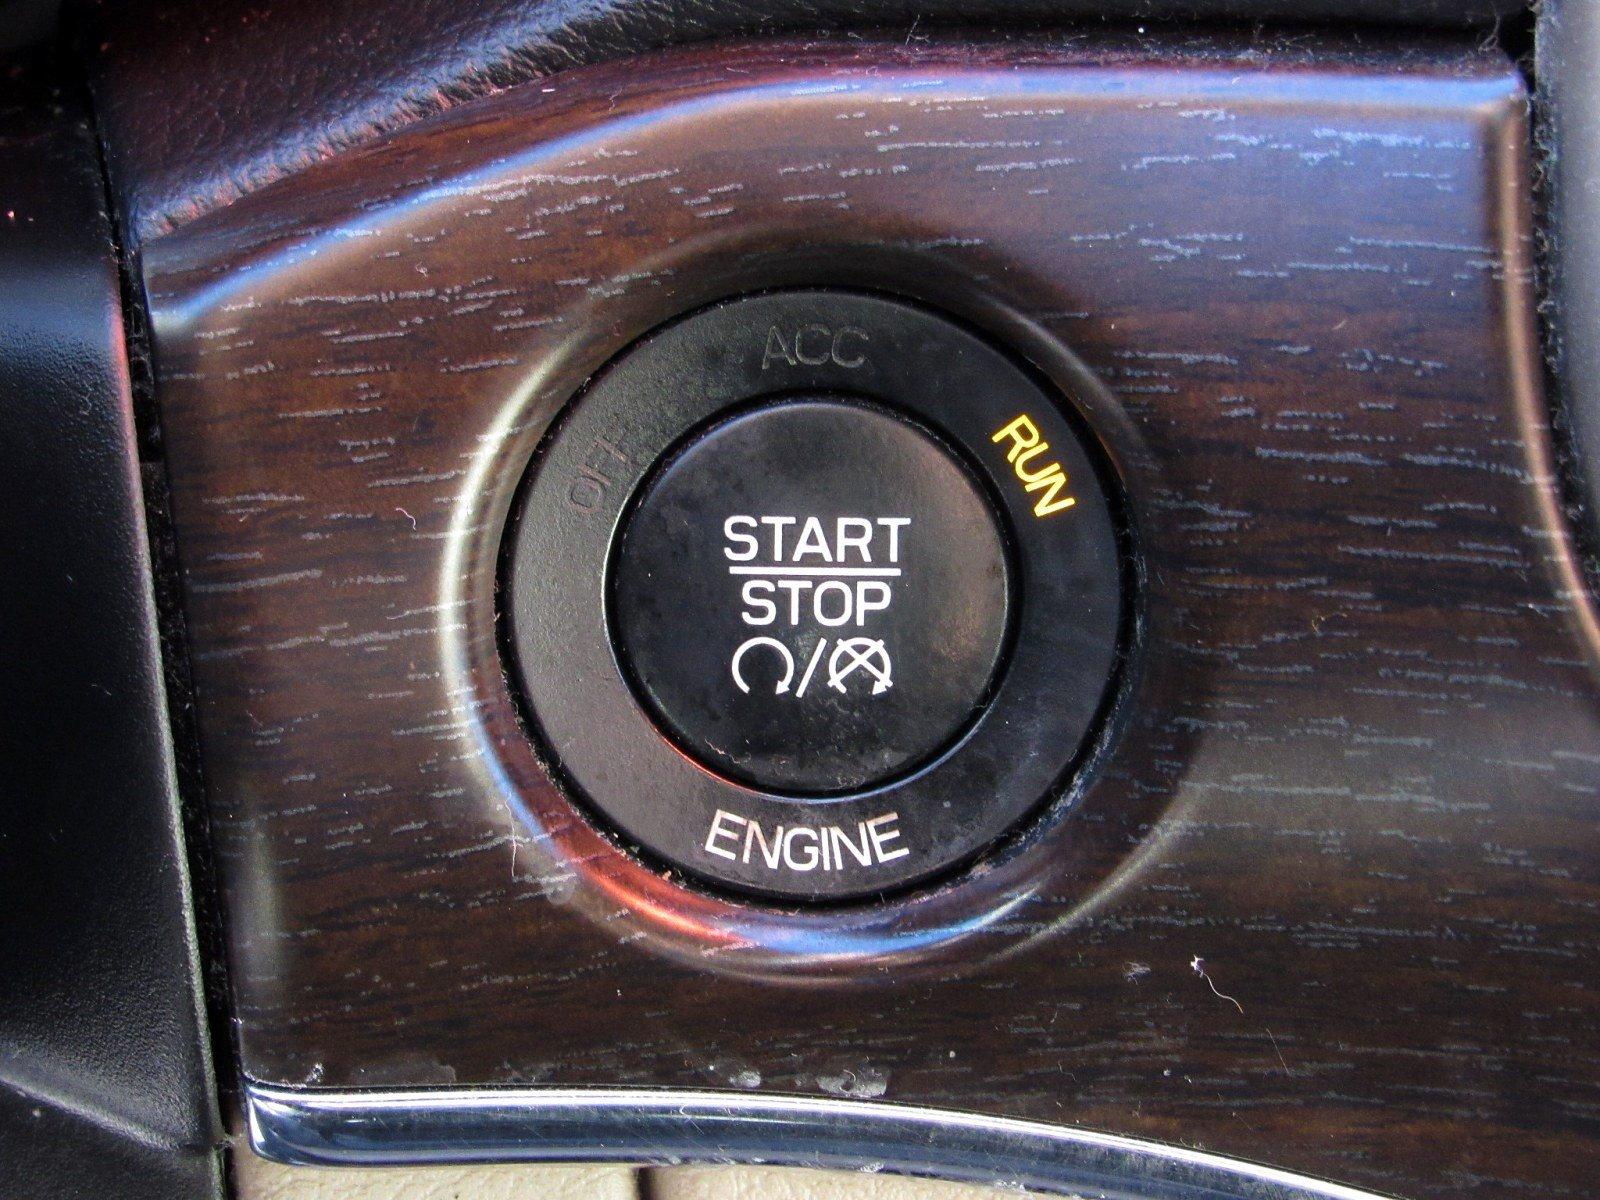 ACC
OFF
RUN
START
STOP
ENGINE